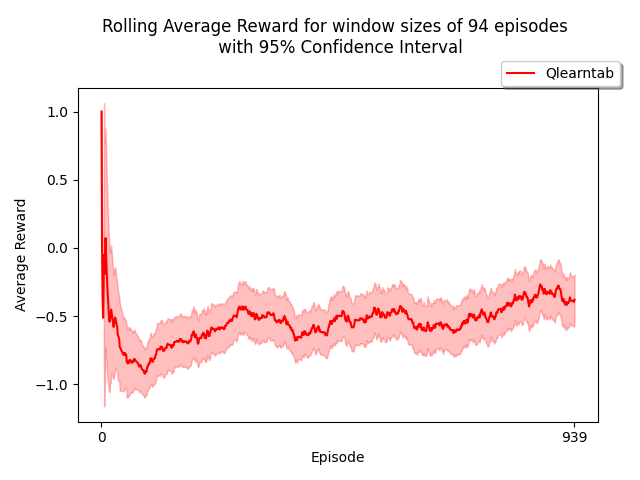 Rolling Average Reward for window sizes of 94 episodes
with 95% Confidence Interval
Qlearntab
1.0
0.5
0.0
−0.5
−1.0
Average Reward
0
939
Episode